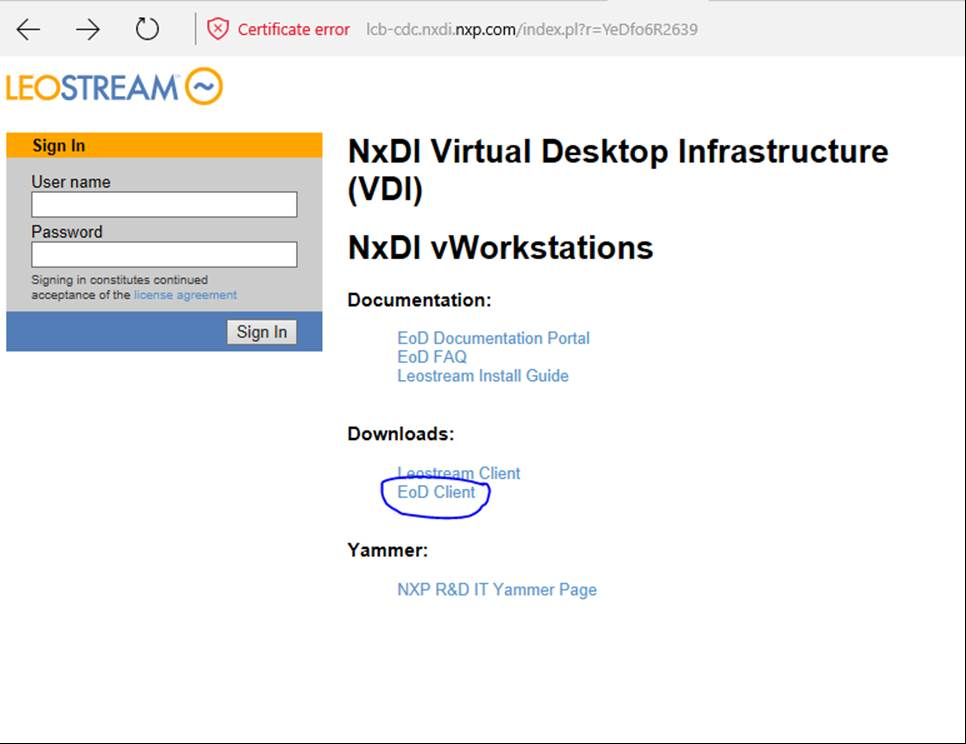 Certificate error lcb-cdc.nxdi.nxp.com/index.pl?r=YeDfo6R2639
LEOSTREAM
Sign In
User name
Password
Signing in constitutes continued
acceptance of the license agreement
Sign In
NxDI Virtual Desktop Infrastructure
(VDI)
NxDI vWorkstations
Documentation:
EoD Documentation Portal
EoD FAQ
Leostream Install Guide
Downloads:
Leostream Client
EoD Client
Yammer:
NXP R&D IT Yammer Page